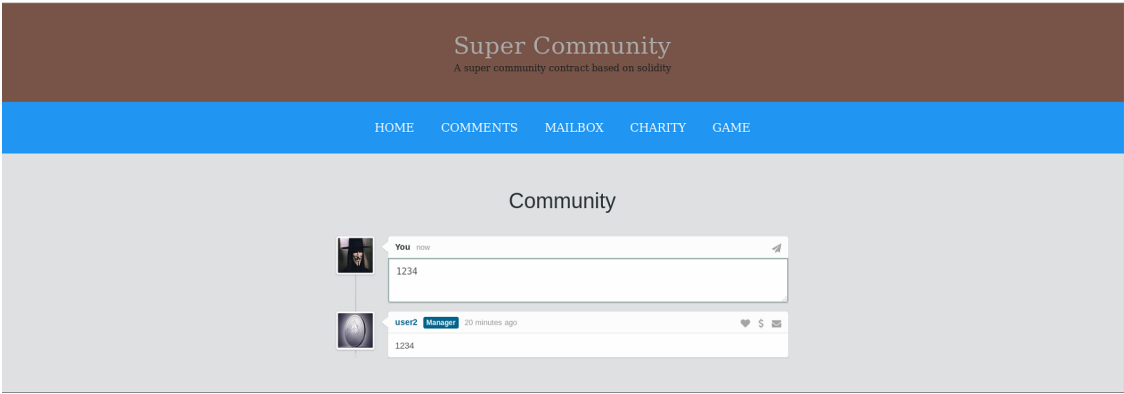 Super Community
A super community contract based on solidity
HOME COMMENTS MAILBOX CHARITY GAME
Community
You now
1234
user2 Manager 20 minutes ago
1234